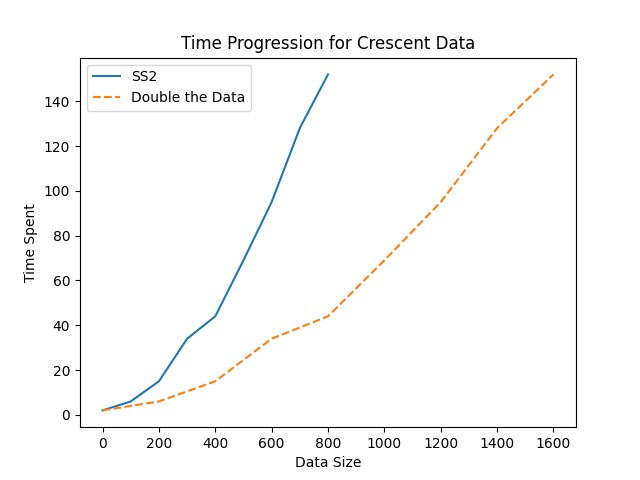 Time Progression for Crescent Data
SS2
Double the Data
Time Spent
140
120
100
80
60
40
20
0
0 200 400 600 800 1000 1200 1400 1600
Data Size